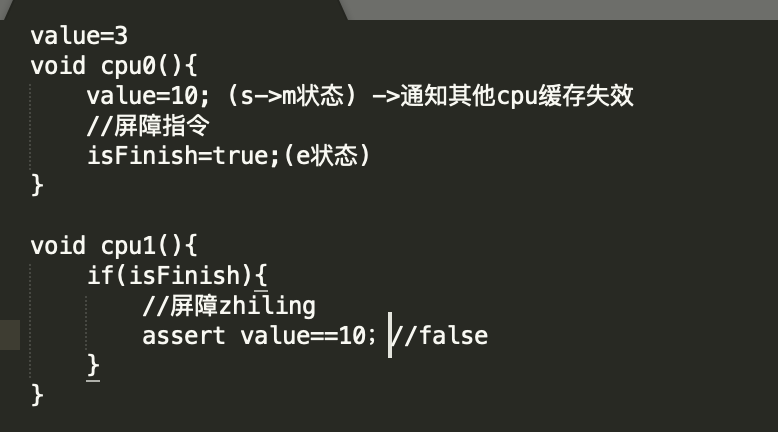 value=3
void cpu0(){
value=10; (s->m状态) ->通知其他cpu缓存失效
//屏障指令
isFinish=true;(e状态)
}
void cpu1(){
if(isFinish){
//屏障zhiling
assert value==10；//false
}
}